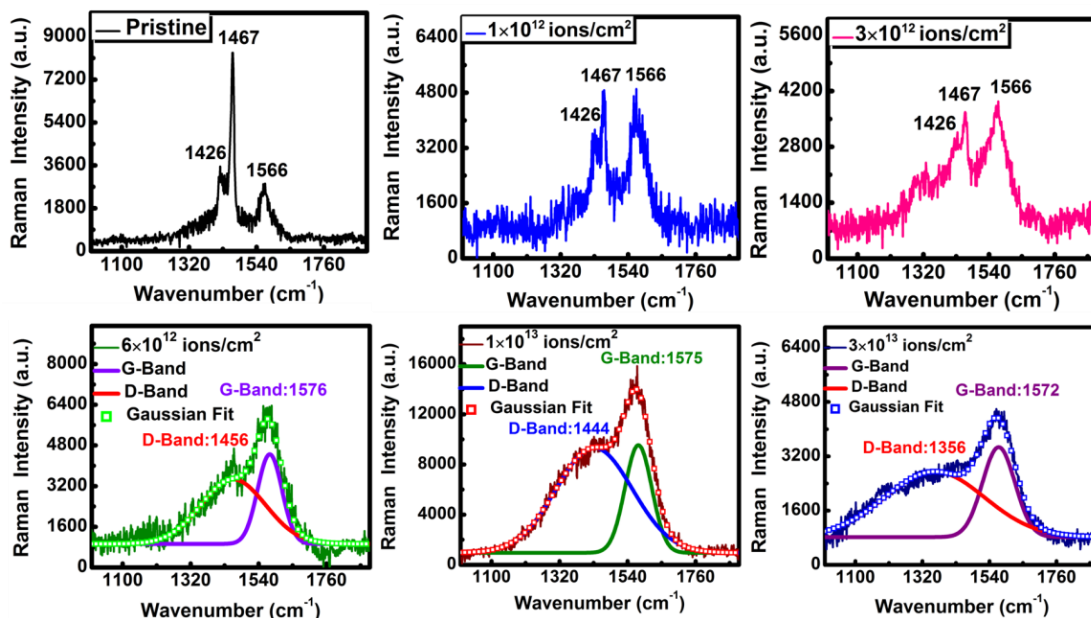 Pristine
1467
1426
1566
9000
7200
5400
3600
1800
0
1100 1320 1540 1760
Raman Intensity (a.u.)
Wavenumber (cm⁻¹)
1×10¹² ions/cm²
1467 1566
1426
6400
4800
3200
1600
0
1100 1320 1540 1760
Raman Intensity (a.u.)
Wavenumber (cm⁻¹)
3×10¹² ions/cm²
1467 1566
1426
5600
4200
2800
1400
0
1100 1320 1540 1760
Raman Intensity (a.u.)
Wavenumber (cm⁻¹)
6×10¹² ions/cm²
G-Band
D-Band
Gaussian Fit
G-Band:1576
D-Band:1456
8000
6400
4800
3200
1600
0
1100 1320 1540 1760
Raman Intensity (a.u.)
Wavenumber (cm⁻¹)
1×10¹³ ions/cm²
G-Band
D-Band
Gaussian Fit
G-Band:1575
D-Band:1444
16000
12000
8000
4000
0
1100 1320 1540 1760
Raman Intensity (a.u.)
Wavenumber (cm⁻¹)
3×10¹³ ions/cm²
G-Band
D-Band
Gaussian Fit
G-Band:1572
D-Band:1356
6400
4800
3200
1600
0
1100 1320 1540 1760
Raman Intensity (a.u.)
Wavenumber (cm⁻¹)